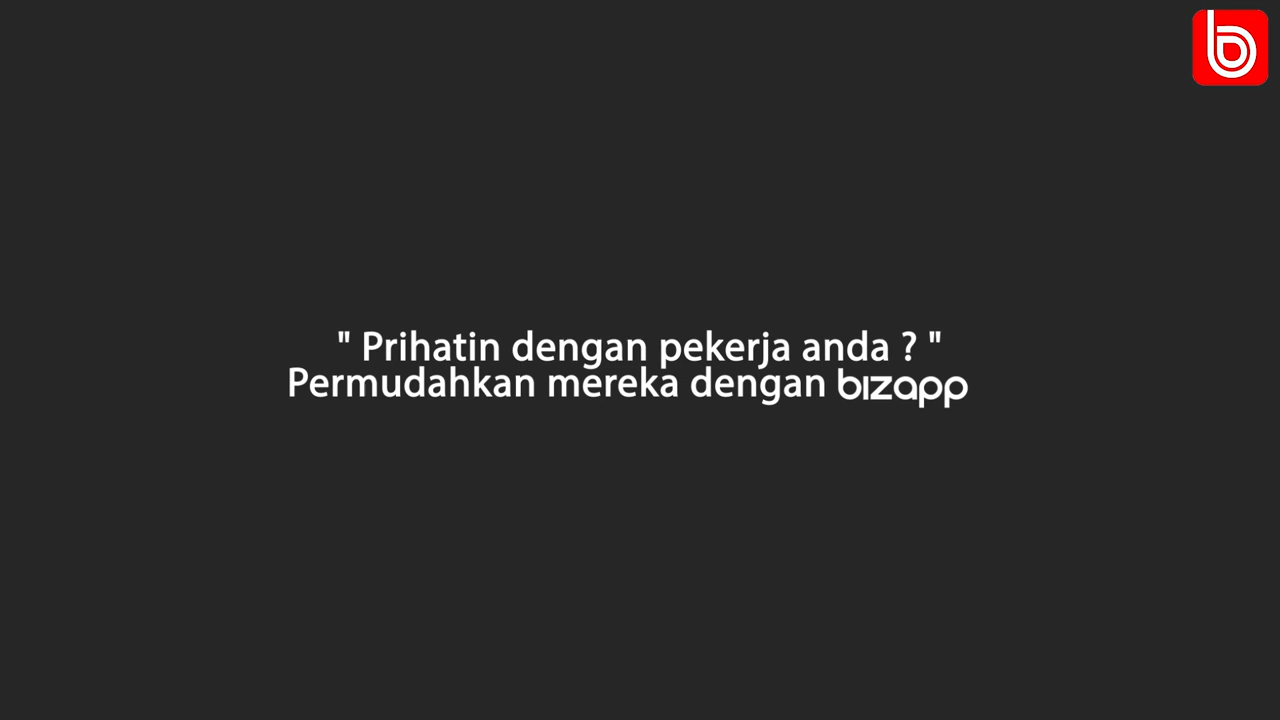 " Prihatin dengan pekerja anda ? "
Permudahkan mereka dengan bizapp